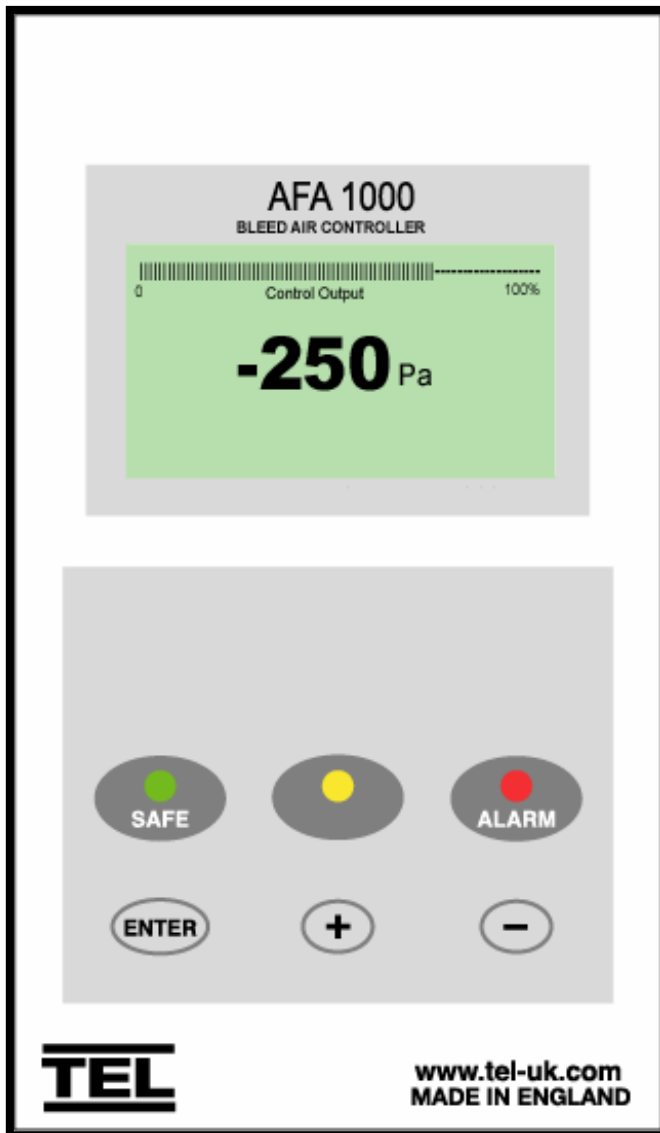 AFA 1000
BLEED AIR CONTROLLER
0 Control Output 100%
-250 Pa
SAFE
ALARM
ENTER + -
TEL
www.tel-uk.com
MADE IN ENGLAND